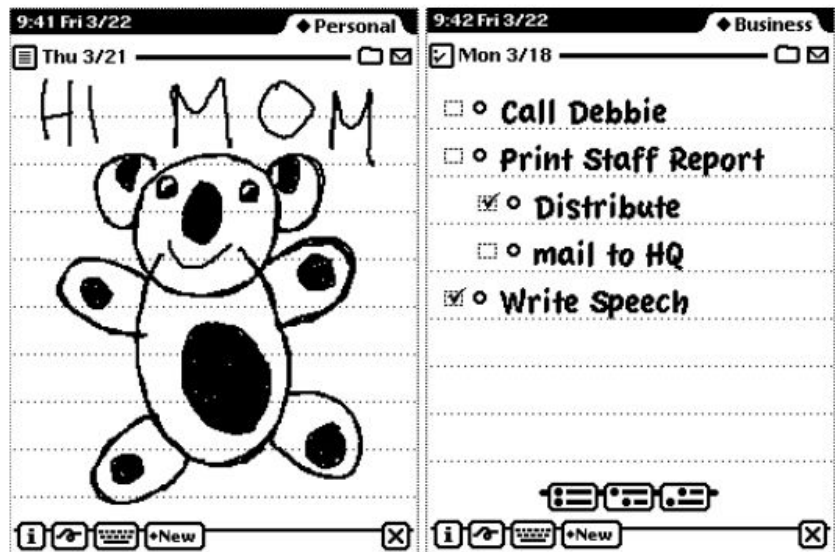 9:41 Fri 3/22
◆Personal
Thu 3/21
HI MOM
i
◆New
X
9:42 Fri 3/22
◆Business
Mon 3/18
Call Debbie
Print Staff Report
Distribute
mail to HQ
Write Speech
i
◆New
X